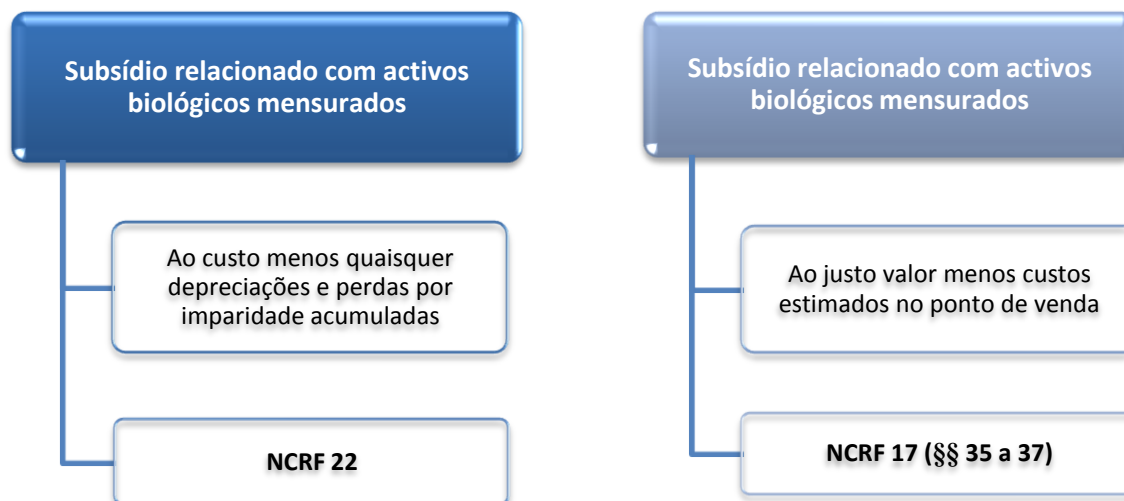 Subsídio relacionado com activos
biológicos mensurados
Ao custo menos quaisquer
depreciações e perdas por
imparidade acumuladas
NCRF 22
Subsídio relacionado com activos
biológicos mensurados
Ao justo valor menos custos
estimados no ponto de venda
NCRF 17 (§§ 35 a 37)